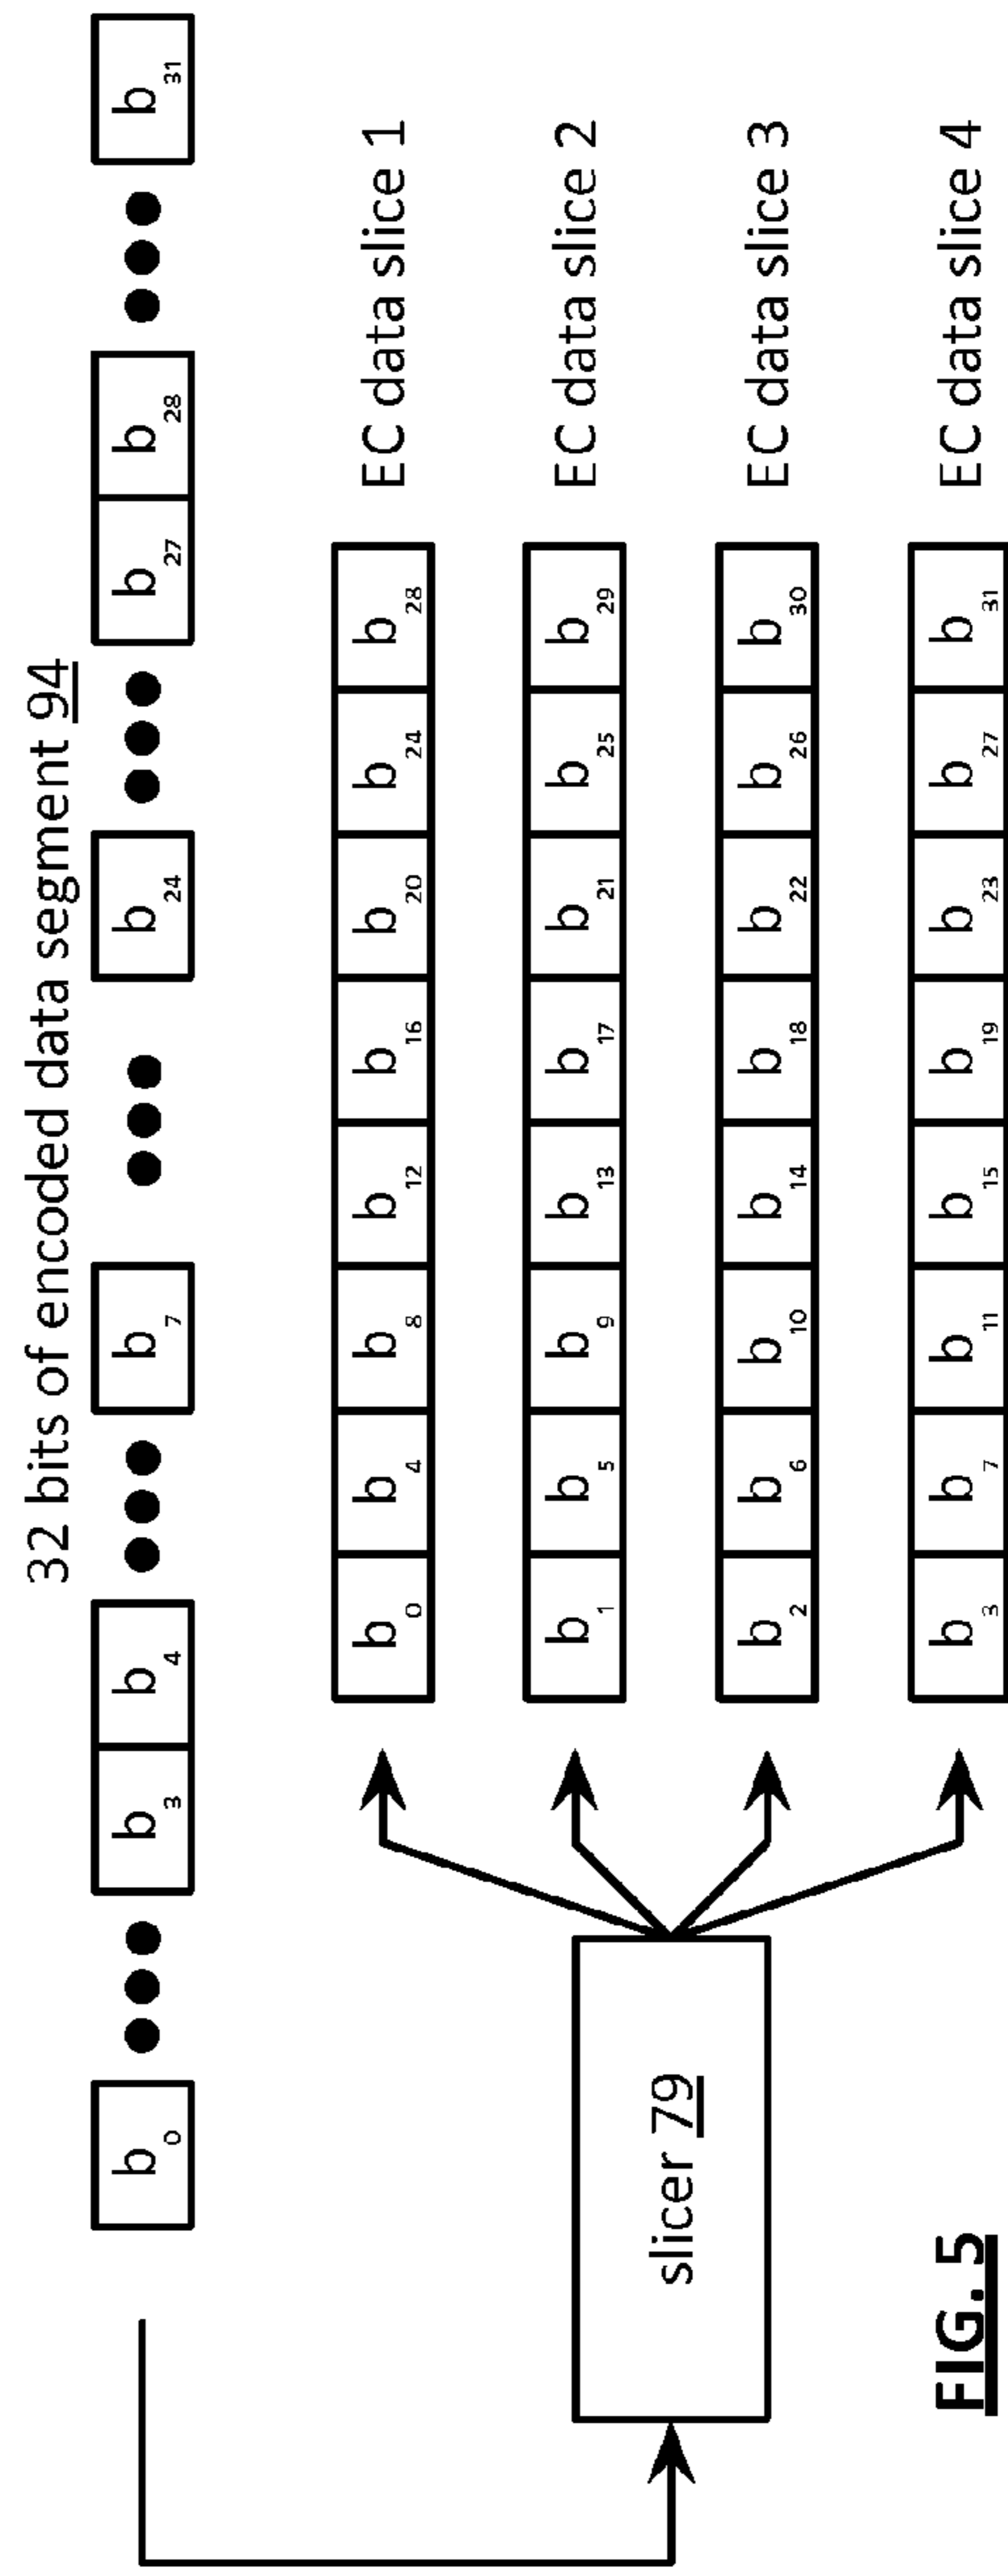 32 bits of encoded data segment 94
b0 ••• b3 b4 ••• b7 ••• b24 ••• b27 b28 ••• b31
b0 b4 b8 b12 b16 b20 b24 b28 EC data slice 1
b1 b5 b9 b13 b17 b21 b25 b29 EC data slice 2
slicer 79
b2 b6 b10 b14 b18 b22 b26 b30 EC data slice 3
b3 b7 b11 b15 b19 b23 b27 b31 EC data slice 4
FIG. 5